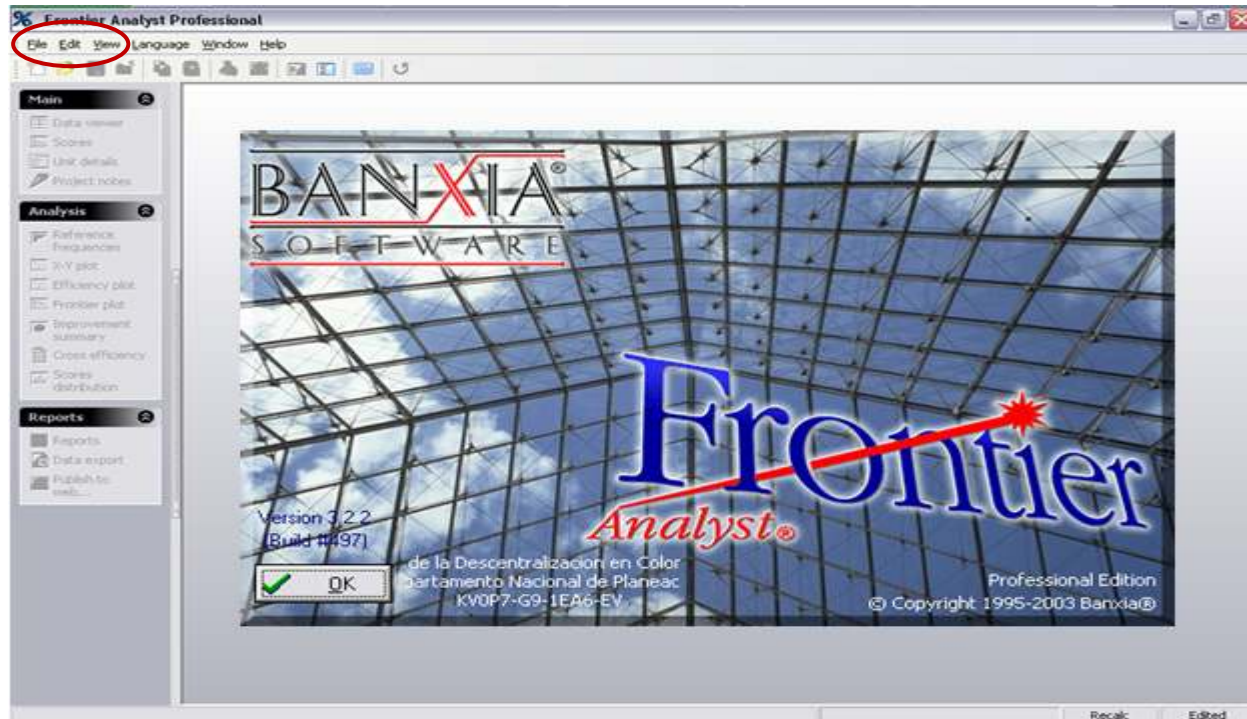 Frontier Analyst Professional
File Edit View Language Window Help
Main
Data viewer
Scores
Unit details
Project notes
Analysis
Reference
frequencies
X-Y plot
Efficiency plot
Frontier plot
Improvement
summary
Cross efficiency
Scores
distribution
Reports
Reports
Data export
Publish to
web...
BANXIA®
SOFTWARE
Frontier
Analyst®
Version 3.2.2
(Build #497)
de la Descentralizacion en Color
partamento Nacional de Planeac
KV0P7-G9-1EA6-EV
OK
Professional Edition
© Copyright 1995-2003 Banxia®
Recalc Edited